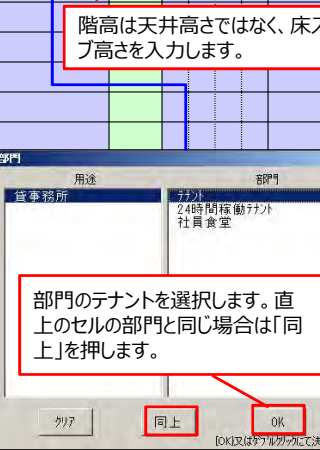 階高は天井高さではなく、床ス
ブ高さを入力します。
部門
用途
部門
貸事務所
テナント
24時間稼働テナント
社員食堂
部門のテナントを選択します。直
上のセルの部門と同じ場合は「同
上」を押します。
クリア
同上
OK
[OK]又はダブルクリックにて決